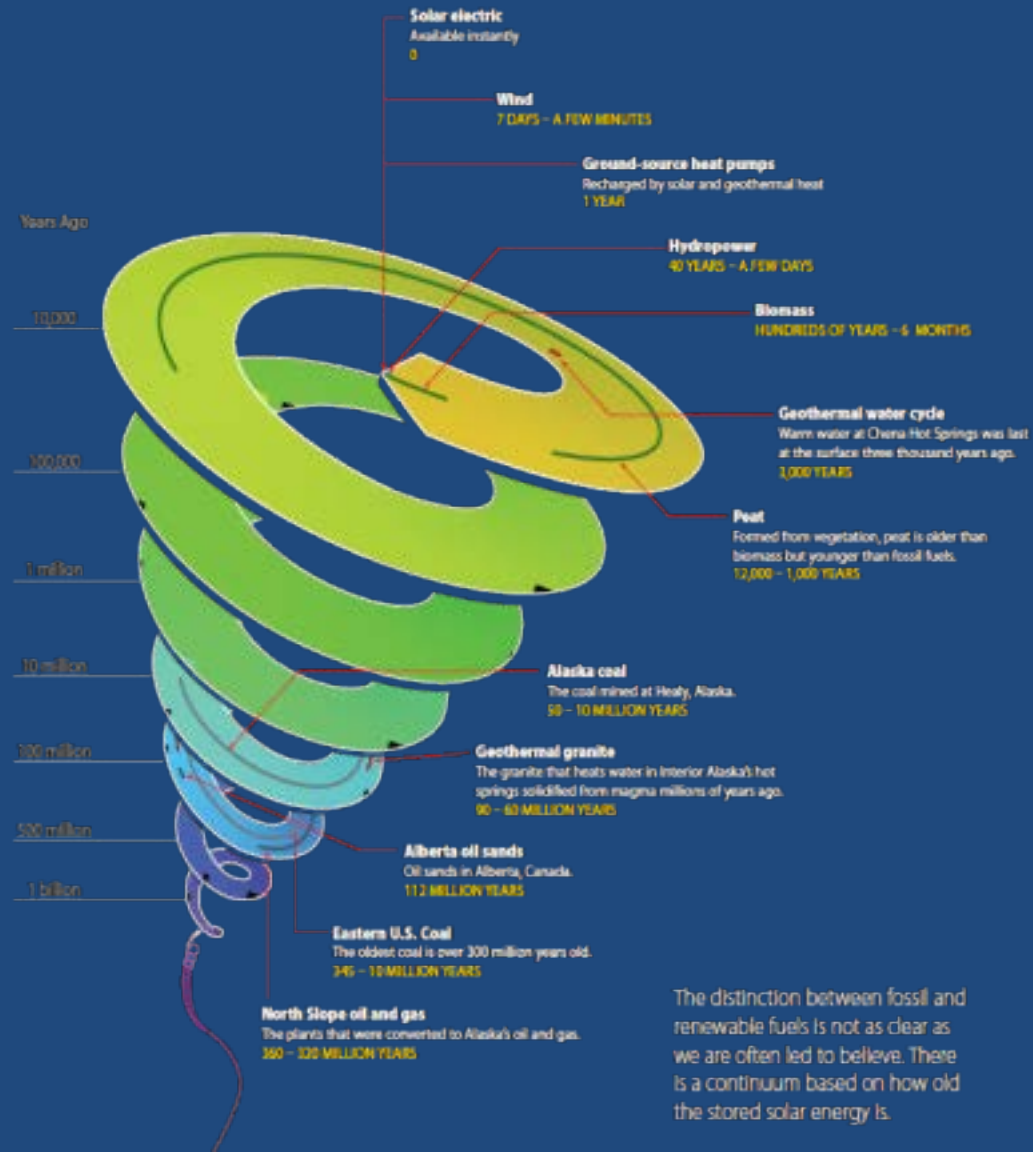 Solar electric
Available instantly
0
Wind
7 DAYS – A FEW MINUTES
Ground-source heat pumps
Recharged by solar and geothermal heat
1 YEAR
Hydropower
40 YEARS – A FEW DAYS
Biomass
HUNDREDS OF YEARS – 6 MONTHS
Geothermal water cycle
Warm water at Chena Hot Springs was last
at the surface three thousand years ago.
3,000 YEARS
Peat
Formed from vegetation, peat is older than
biomass but younger than fossil fuels.
12,000 – 1,000 YEARS
Years Ago
10,000
100,000
1 million
10 million
100 million
500 million
1 billion
Alaska coal
The coal mined at Healy, Alaska.
50 – 10 MILLION YEARS
Geothermal granite
The granite that heats water in Interior Alaska's hot
springs solidified from magma millions of years ago.
90 – 60 MILLION YEARS
Alberta oil sands
Oil sands in Alberta, Canada.
112 MILLION YEARS
Eastern U.S. Coal
The oldest coal is over 300 million years old.
345 – 10 MILLION YEARS
North Slope oil and gas
The plants that were converted to Alaska's oil and gas.
360 – 320 MILLION YEARS
The distinction between fossil and
renewable fuels is not as clear as
we are often led to believe. There
is a continuum based on how old
the stored solar energy is.